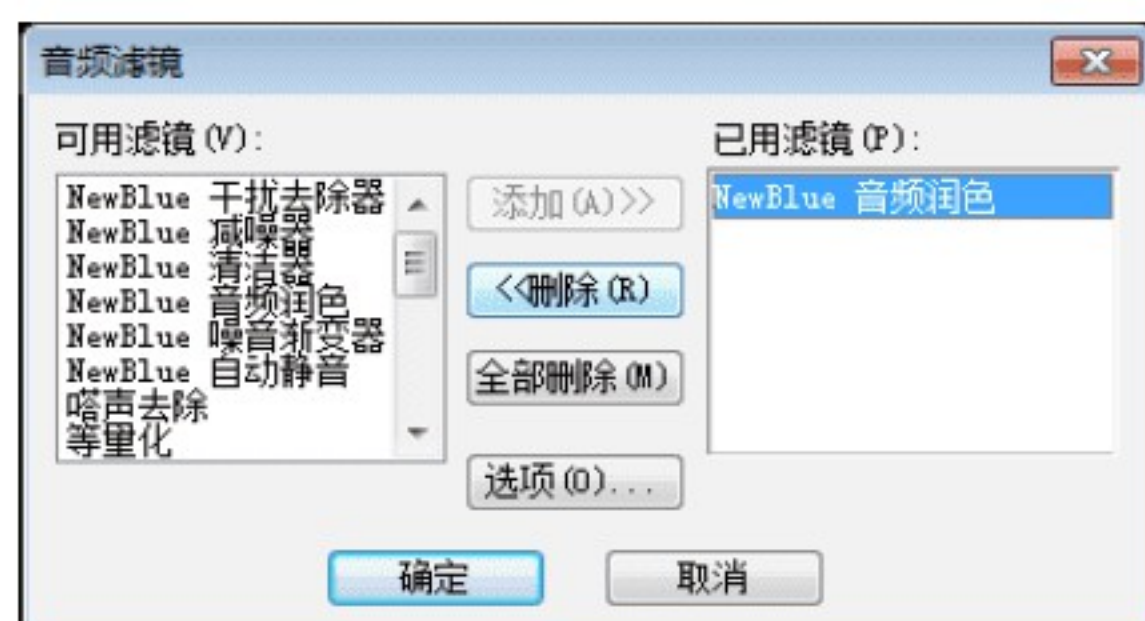 音频滤镜
可用滤镜(V):
已用滤镜(P):
NewBlue 干扰去除器
NewBlue 减噪器
NewBlue 清洁器
NewBlue 音频润色
NewBlue 噪音渐变器
NewBlue 自动静音
嗒声去除
等量化
添加(A)>>
<<删除(R)
全部删除(M)
选项(O)...
NewBlue 音频润色
确定
取消